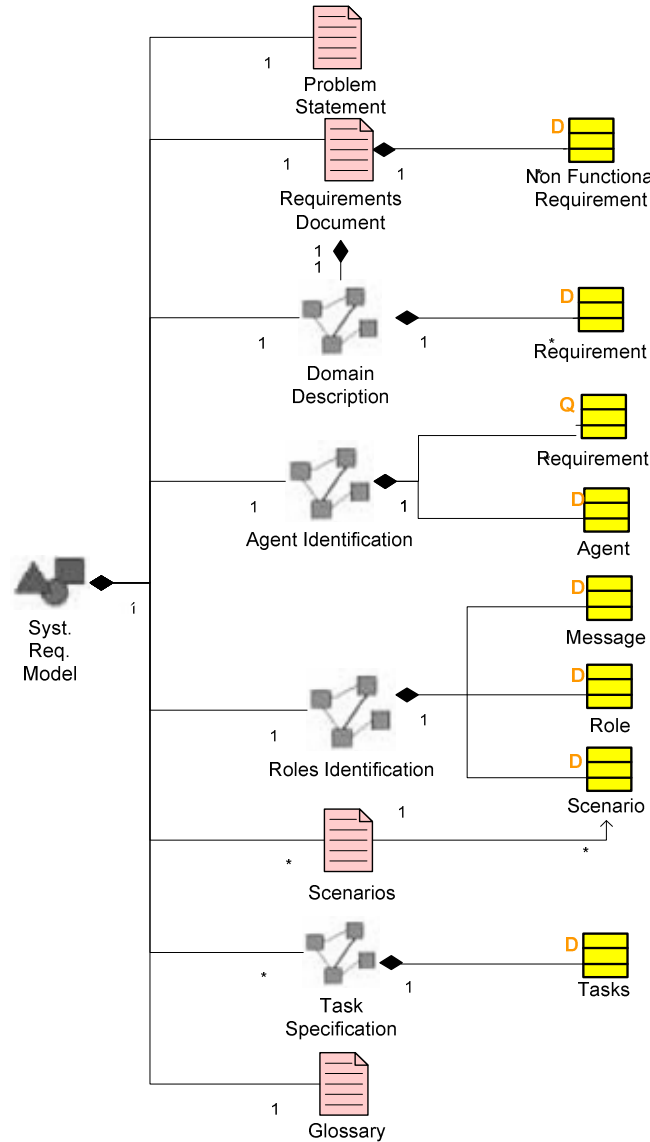 1
Problem
Statement
D
1
1
*
Non Functiona
Requirement
Requirements
Document
1
1
D
1
1
*
Requirement
Domain
Description
Q
*
Requirement
1
1
D
Agent Identification
Agent
D
1
Syst.
Req.
Model
Message
D
1
1
Role
Roles Identification
D
Scenario
1
*
*
Scenarios
D
*
1
Tasks
Task
Specification
1
Glossary